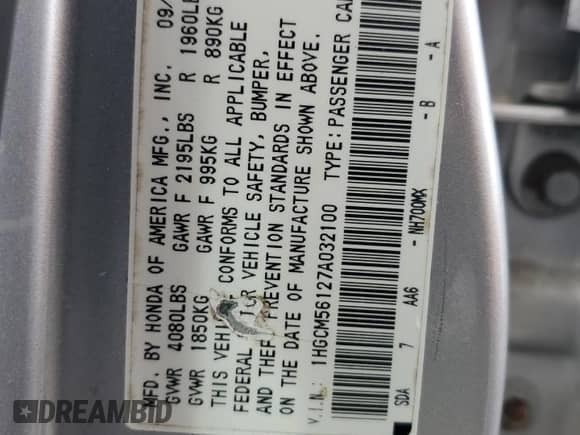 MFD. BY HONDA OF AMERICA MFG., INC. 09/
GVWR 4080LBS GAWR F 2195LBS R 1960LB
GVWR 1850KG GAWR F 995KG R 890KG
THIS CONFORMS TO ALL APPLICABLE
FEDERAL VEHICLE SAFETY, BUMPER,
AND THEFT PREVENTION STANDARDS IN EFFECT
ON THE DATE OF MANUFACTURE SHOWN ABOVE.
V.I.N.: 1HGCM56127A032100 TYPE: PASSENGER CA
SDA 7 AA6 -NH700MX -B -A
DREAMBID